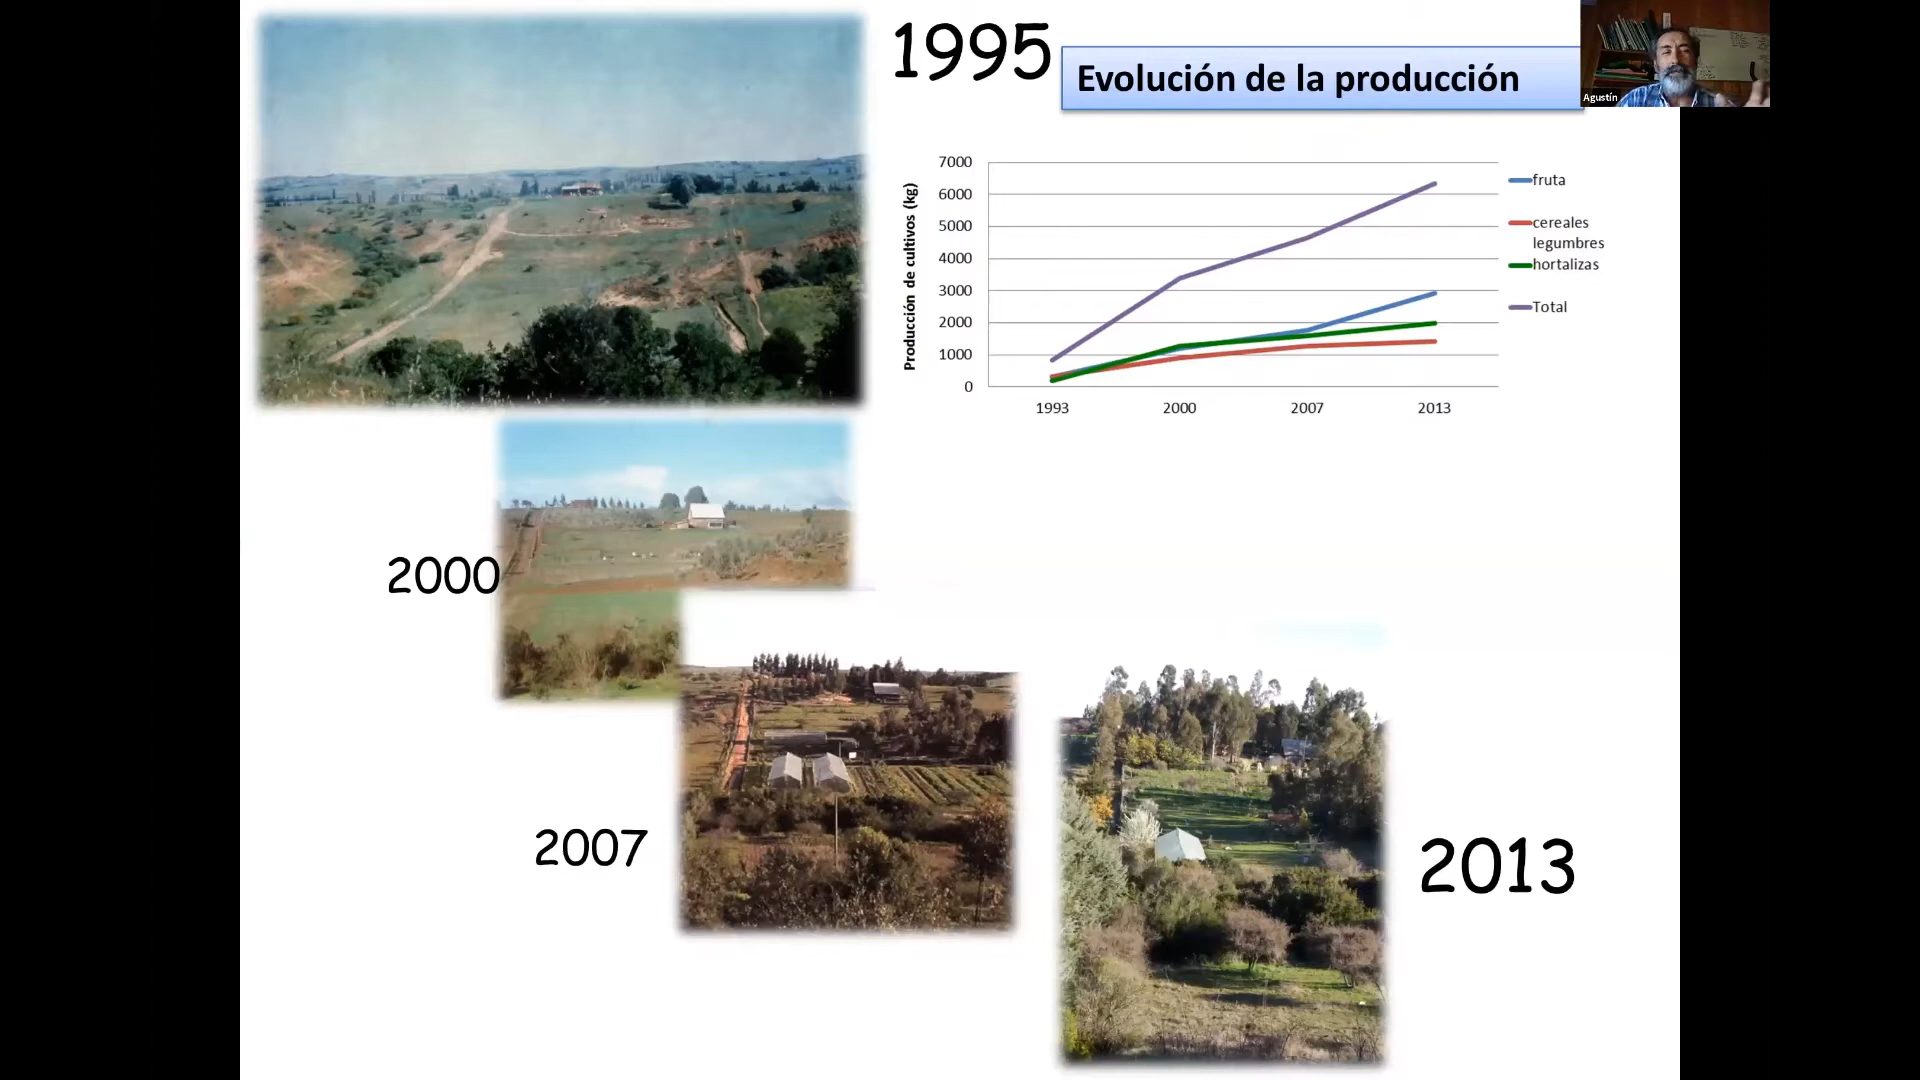 1995
Evolución de la producción
Agustín
Producción de cultivos (kg)
7000
6000
5000
4000
3000
2000
1000
0
1993 2000 2007 2013
fruta
cereales
legumbres
hortalizas
Total
2000
2007
2013